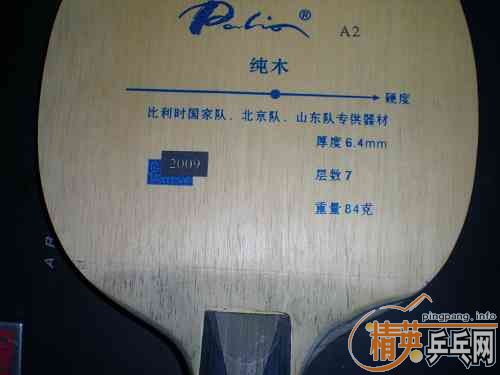 Palio®
A2
纯木
硬度
比利时国家队、北京队、山东队专供器材
厚度6.4mm
2009
层数7
重量84克
AR
pingpang.info
精英乒乓网